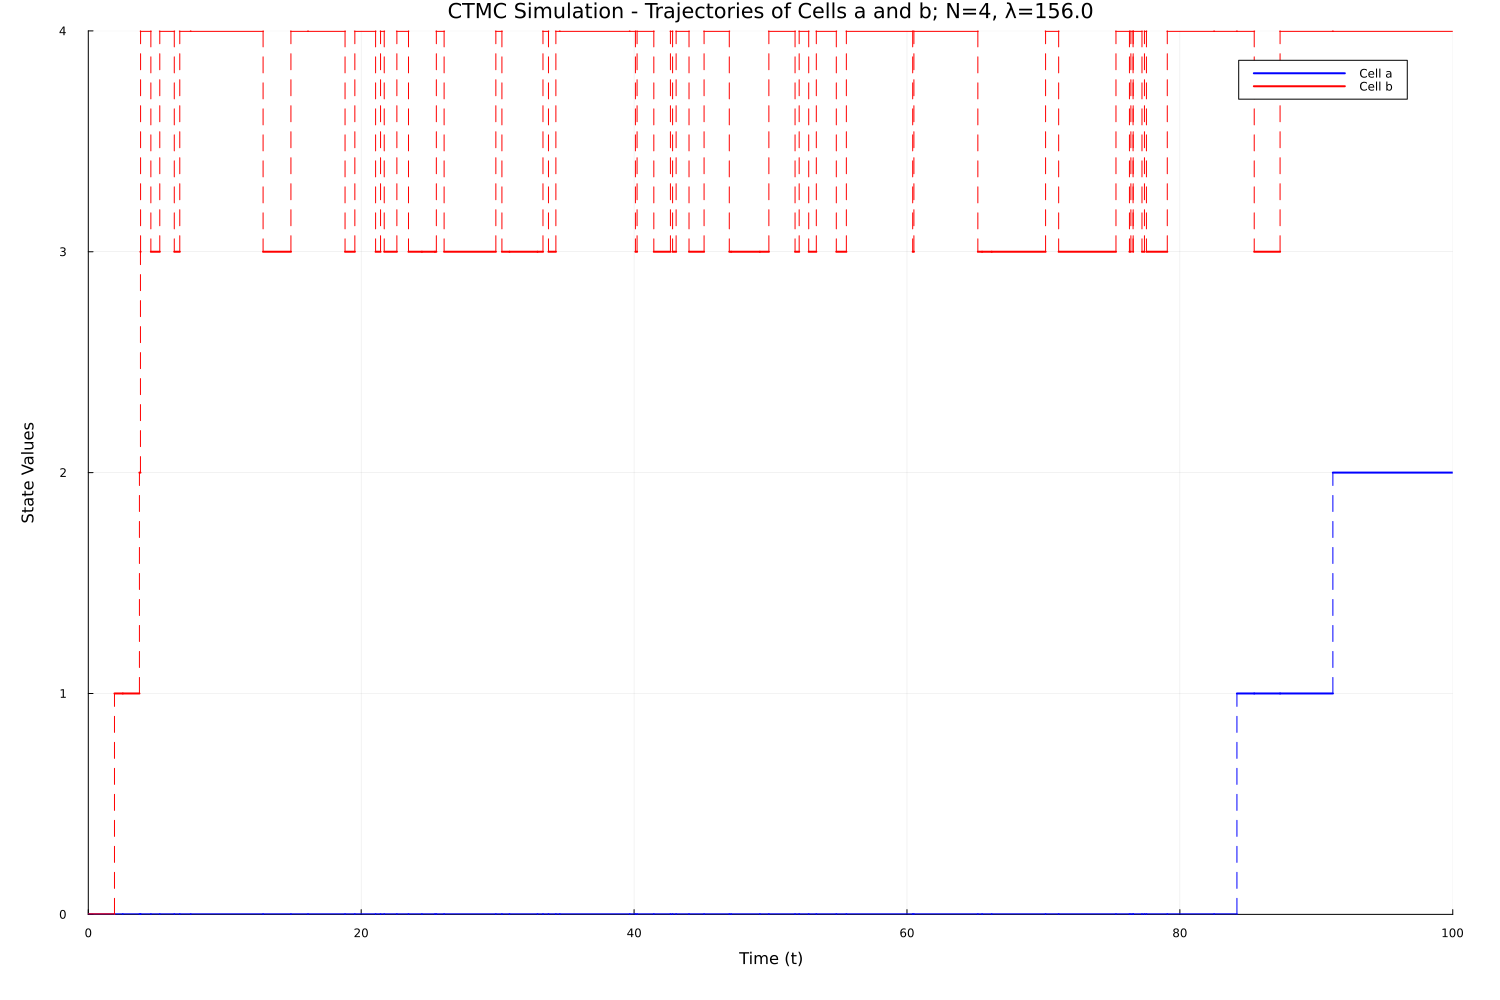 CTMC Simulation - Trajectories of Cells a and b; N=4, λ=156.0
4
Cell a
Cell b
3
State Values
2
1
0
0 20 40 60 80 100
Time (t)